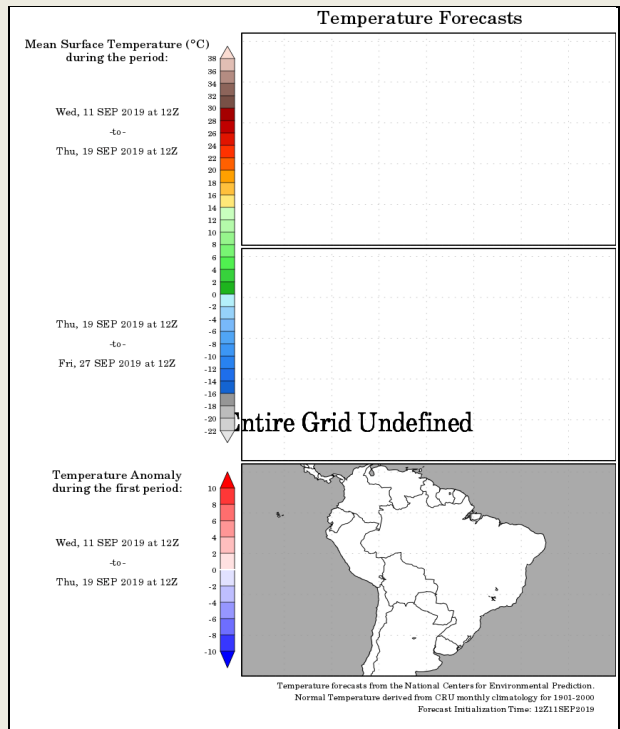 Temperature Forecasts
Mean Surface Temperature (°C)
during the period:
38
36
34
32
30
28
26
24
22
20
18
16
14
12
10
8
6
4
2
0
-2
-4
-6
-8
-10
-12
-14
-16
-18
-20
-22
Wed, 11 SEP 2019 at 12Z
-to-
Thu, 19 SEP 2019 at 12Z
Thu, 19 SEP 2019 at 12Z
-to-
Fri, 27 SEP 2019 at 12Z
Entire Grid Undefined
Temperature Anomaly
during the first period:
10
8
6
4
2
0
-2
-4
-6
-8
-10
Wed, 11 SEP 2019 at 12Z
-to-
Thu, 19 SEP 2019 at 12Z
Temperature forecasts from the National Centers for Environmental Prediction.
Normal Temperature derived from CRU monthly climatology for 1901-2000
Forecast Initialization Time: 12Z11SEP2019